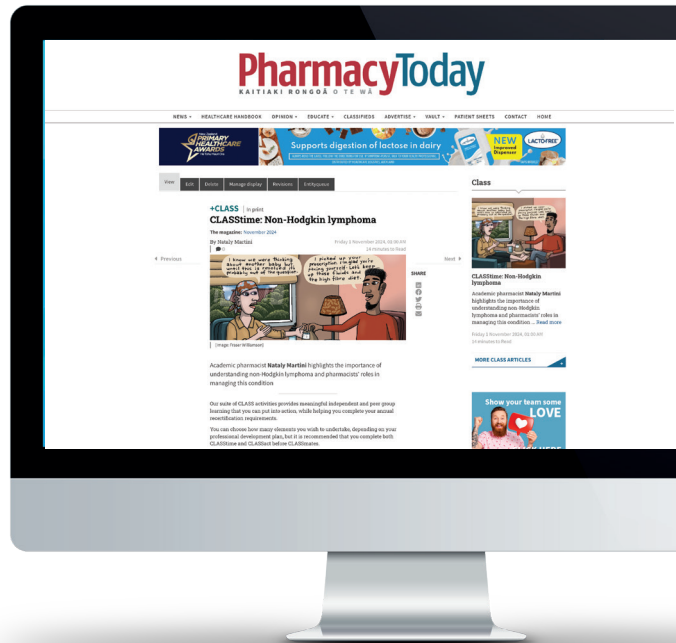 PharmacyToday
KAITIAKI RONGOĀ O TE WĀ
NEWS HEALTHCARE HANDBOOK OPINION EDUCATE CLASSIFIEDS ADVERTISE VAULT PATIENT SHEETS CONTACT HOME
PRIMARY
HEALTHCARE
AWARDS
Supports digestion of lactose in dairy
NEW
Improved
Dispenser
LACTOFREE
View Edit Delete Manage display Revisions Entityqueue
+CLASS | In print
CLASStime: Non-Hodgkin lymphoma
The magazine: November 2024
By Nataly Martini
Friday 1 November 2024, 01:00 AM
0
14 minutes to Read
Previous
Next
I know we were thinking
about another baby but,
until this is remission it's
probably out of the question.
I picked up your
prescription. I'm glad you're
pacing yourself. Let's keep
up those fluids and
the high fibre diet.
SHARE
[Image: Fraser Williamson]
Academic pharmacist Nataly Martini highlights the importance of
understanding non-Hodgkin lymphoma and pharmacists' roles in
managing this condition
Our suite of CLASS activities provides meaningful independent and peer group
learning that you can put into action, while helping you complete your annual
recertification requirements.
You can choose how many elements you wish to undertake, depending on your
professional development plan, but it is recommended that you complete both
CLASStime and CLASSact before CLASSmates.
Class
CLASStime: Non-Hodgkin
lymphoma
Academic pharmacist Nataly Martini
highlights the importance of
understanding non-Hodgkin
lymphoma and pharmacists' roles in
managing this condition ... Read more
Friday 1 November 2024, 01:00 AM
14 minutes to Read
MORE CLASS ARTICLES
Show your team some
LOVE